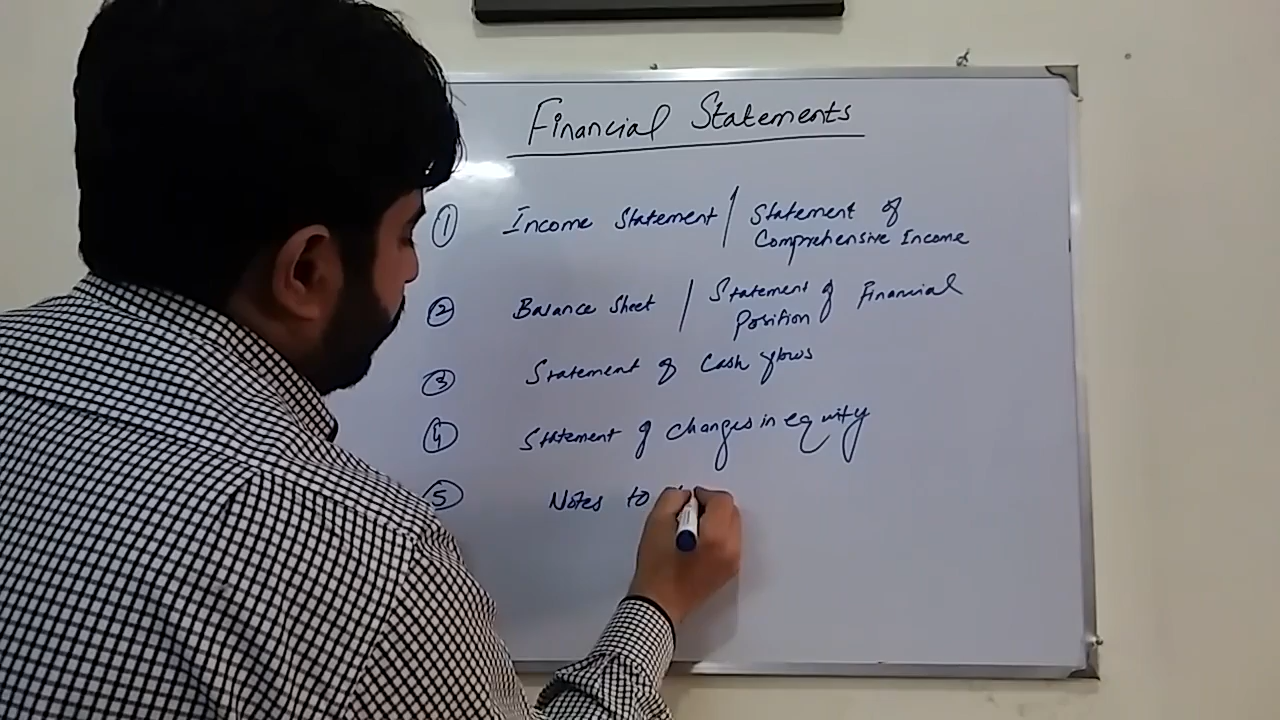 Financial Statements
1 Income Statement / Statement of
Comprehensive Income
2 Balance Sheet / Statement of Financial
Position
3 Statement of Cash flows
4 Statement of changes in equity
5 Notes to